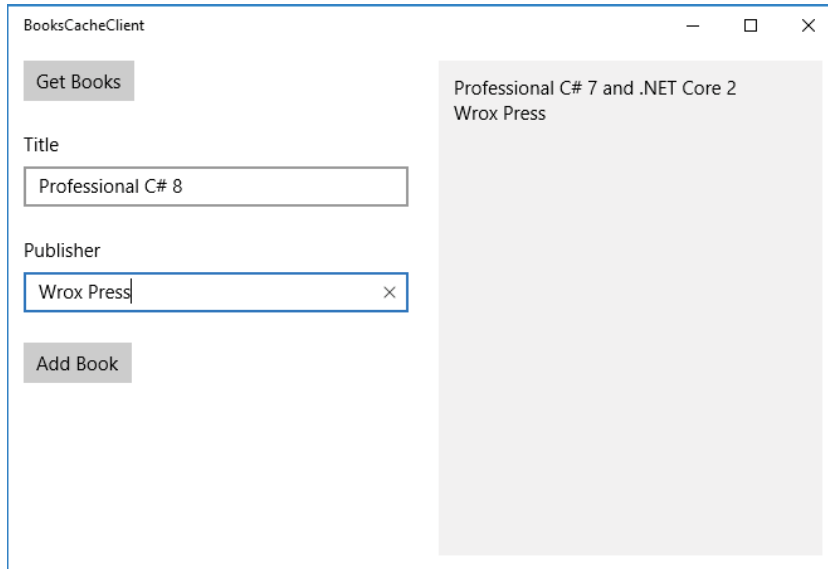 BooksCacheClient
Get Books
Title
Professional C# 8
Publisher
Wrox Press
Add Book
Professional C# 7 and .NET Core 2
Wrox Press